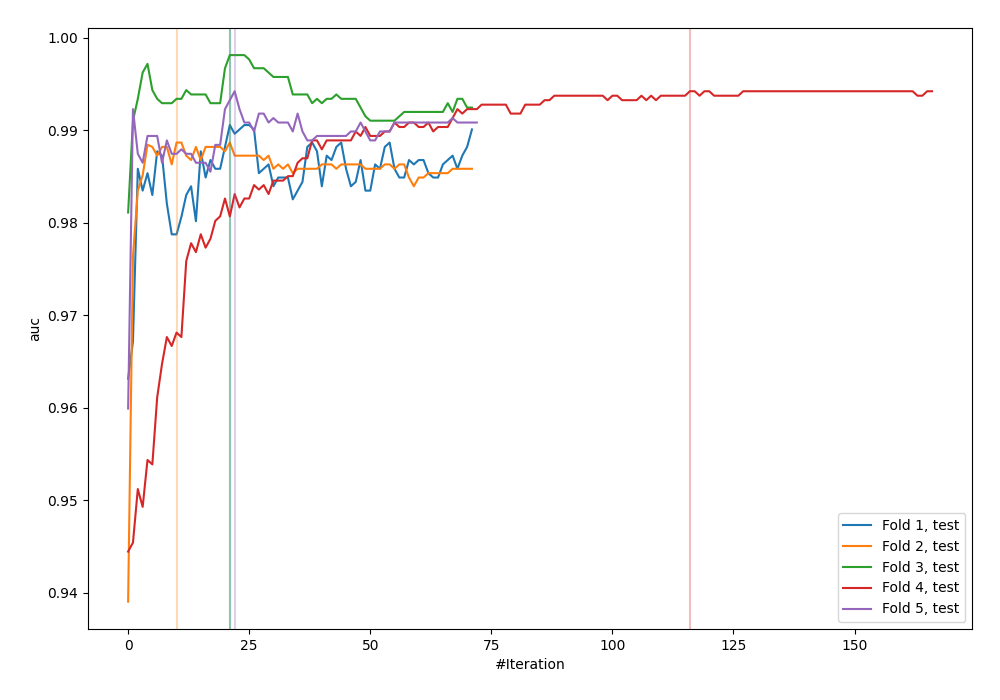 1.00
0.99
0.98
0.97
0.96
0.95
0.94
auc
0 25 50 75 100 125 150
#Iteration
Fold 1, test
Fold 2, test
Fold 3, test
Fold 4, test
Fold 5, test